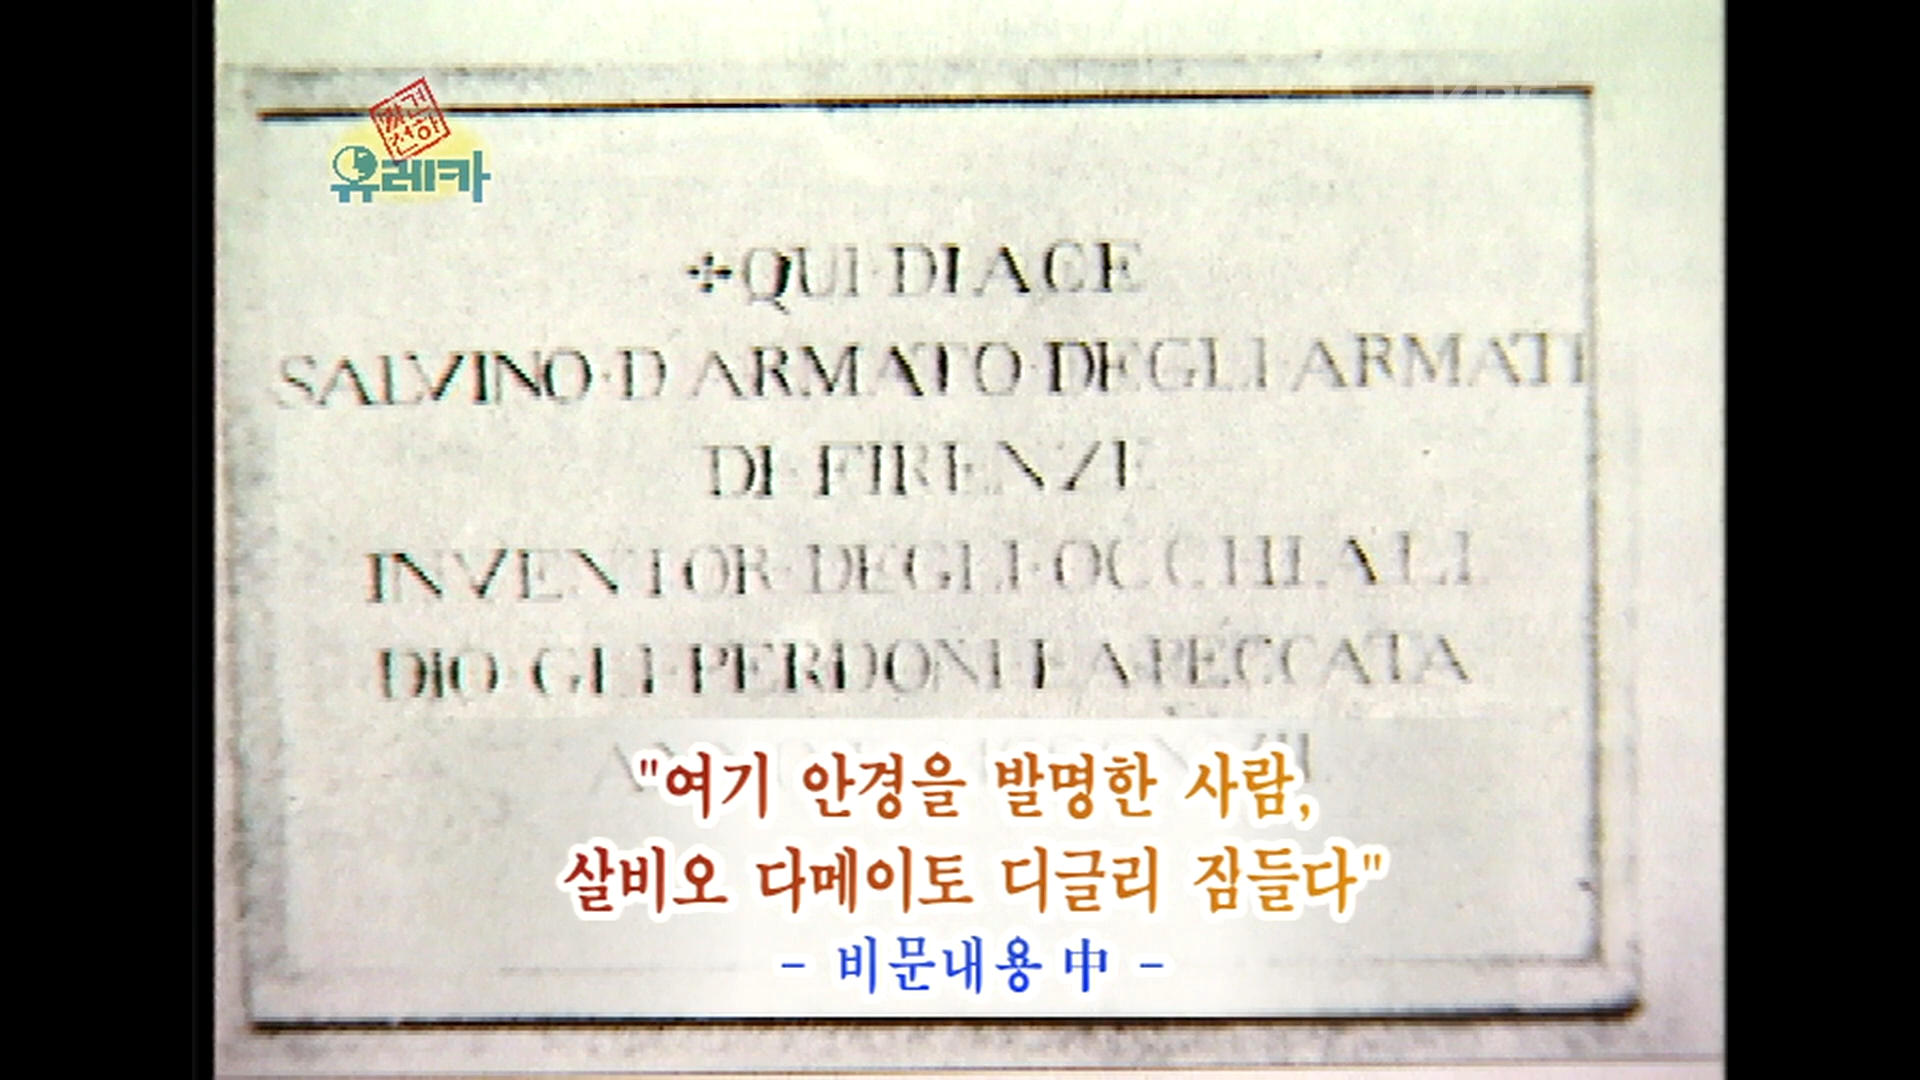 KBS
유레카
✣QUI·DIACE
SALVINO·D ARMATO·DEGLI·ARMATI
DI·FIRENZE
INVENTOR·DEGLI·OCCHIALI
DIO·GLI·PERDONI·LA·PECCATA
"여기 안경을 발명한 사람,
살비오 다메이토 디글리 잠들다"
- 비문내용 中 -